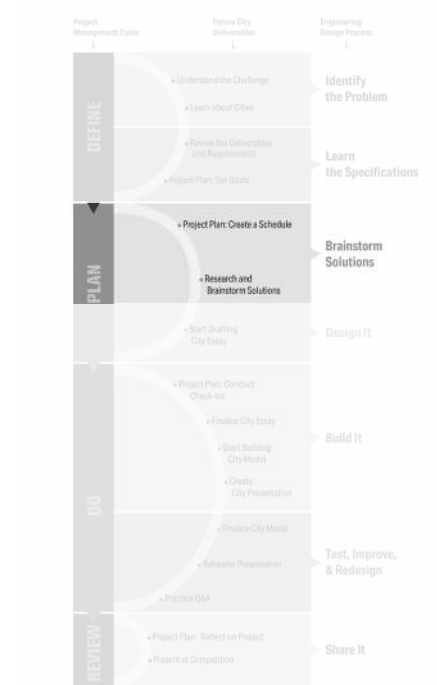 Project
Management Cycle
Future City
Deliverables
Engineering
Design Process
DEFINE
• Understand the Challenge
• Learn about Cities
Identify
the Problem
• Review the Deliverables
and Requirements
• Project Plan: Set Goals
Learn
the Specifications
PLAN
• Project Plan: Create a Schedule
• Research and
Brainstorm Solutions
Brainstorm
Solutions
• Start Drafting
City Essay
Design It
DO
• Project Plan: Conduct
Check-Ins
• Finalize City Essay
• Start Building
City Model
• Create
City Presentation
Build It
• Finalize City Model
• Rehearse Presentation
• Practice Q&A
Test, Improve,
& Redesign
REVIEW
• Project Plan: Reflect on Project
• Present at Competition
Share It